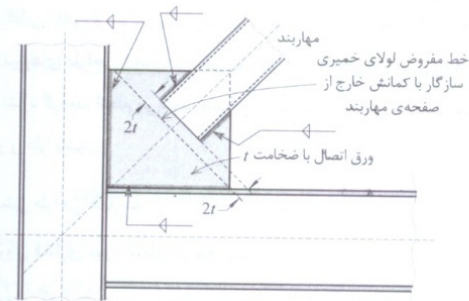 مهاربند
خط مفروض لولای خمیری
سازگار با کمانش خارج از
صفحه‌ی مهاربند
2t
ورق اتصال با ضخامت t
2t